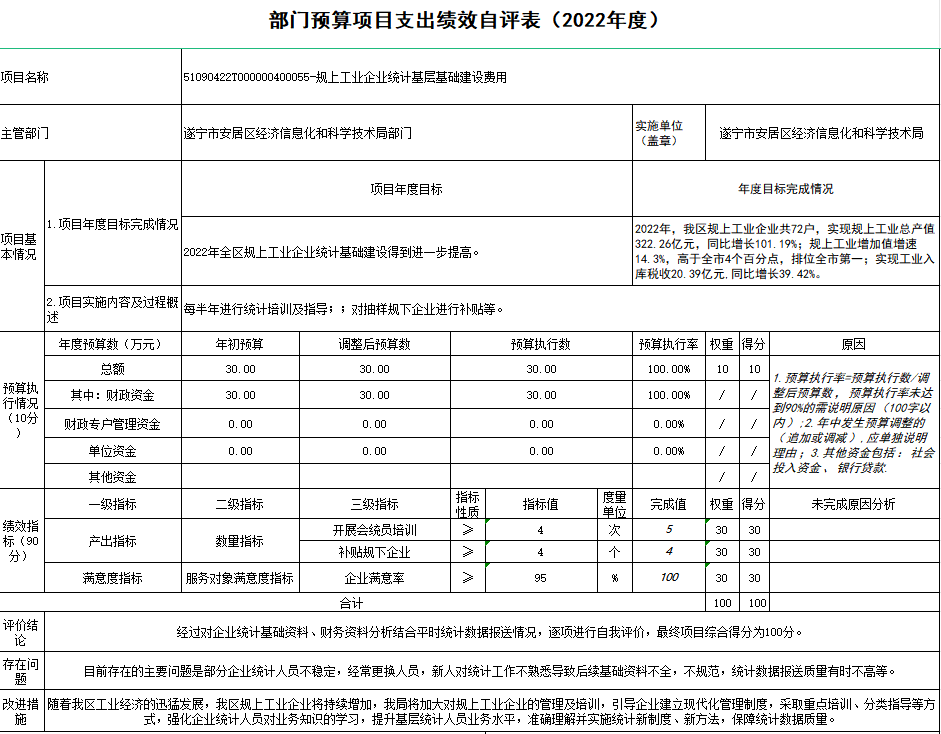 部门预算项目支出绩效自评表（2022年度）
项目名称
51090422T000000400055-规上工业企业统计基层基础建设费用
主管部门
遂宁市安居区经济信息化和科学技术局部门
实施单位
（盖章）
遂宁市安居区经济信息化和科学技术局
项目基
本情况
1.项目年度目标完成情况
项目年度目标
年度目标完成情况
2022年全区规上工业企业统计基础建设得到进一步提高。
2022年，我区规上工业企业共72户，实现规上工业总产值
322.26亿元，同比增长101.19%；规上工业增加值增速
14.3%，高于全市4个百分点，排位全市第一；实现工业入
库税收20.39亿元,同比增长39.42%。
2.项目实施内容及过程概
述
每半年进行统计培训及指导；；对抽样规下企业进行补贴等。
预算执
行情况
（10分
）
年度预算数（万元） 年初预算 调整后预算数 预算执行数 预算执行率 权重 得分 原因
总额 30.00 30.00 30.00 100.00% 10 10
其中：财政资金 30.00 30.00 30.00 100.00% / /
财政专户管理资金 0.00 0.00 0.00 0.00% / /
单位资金 0.00 0.00 0.00 0.00% / /
其他资金 / /
1.预算执行率=预算执行数/调
整后预算数，预算执行率未达
到90%的需说明原因（100字以
内）;2.年中发生预算调整的
（追加或调减），应单独说明
理由；3.其他资金包括：社会
投入资金、银行贷款.
绩效指
标（90
分）
一级指标 二级指标 三级指标 指标
性质 指标值 度量
单位 完成值 权重 得分 未完成原因分析
产出指标 数量指标 开展会统员培训 ≥ 4 次 5 30 30
补贴规下企业 ≥ 4 个 4 30 30
满意度指标 服务对象满意度指标 企业满意率 ≥ 95 % 100 30 30
合计 100 100
评价结
论
经过对企业统计基础资料、财务资料分析结合平时统计数据报送情况，逐项进行自我评价，最终项目综合得分为100分。
存在问
题
目前存在的主要问题是部分企业统计人员不稳定，经常更换人员，新人对统计工作不熟悉导致后续基础资料不全，不规范，统计数据报送质量有时不高等。
改进措
施
随着我区工业经济的迅猛发展，我区规上工业企业将持续增加，我局将加大对规上工业企业的管理及培训，引导企业建立现代化管理制度，采取重点培训、分类指导等方
式，强化企业统计人员对业务知识的学习，提升基层统计人员业务水平，准确理解并实施统计新制度、新方法，保障统计数据质量。